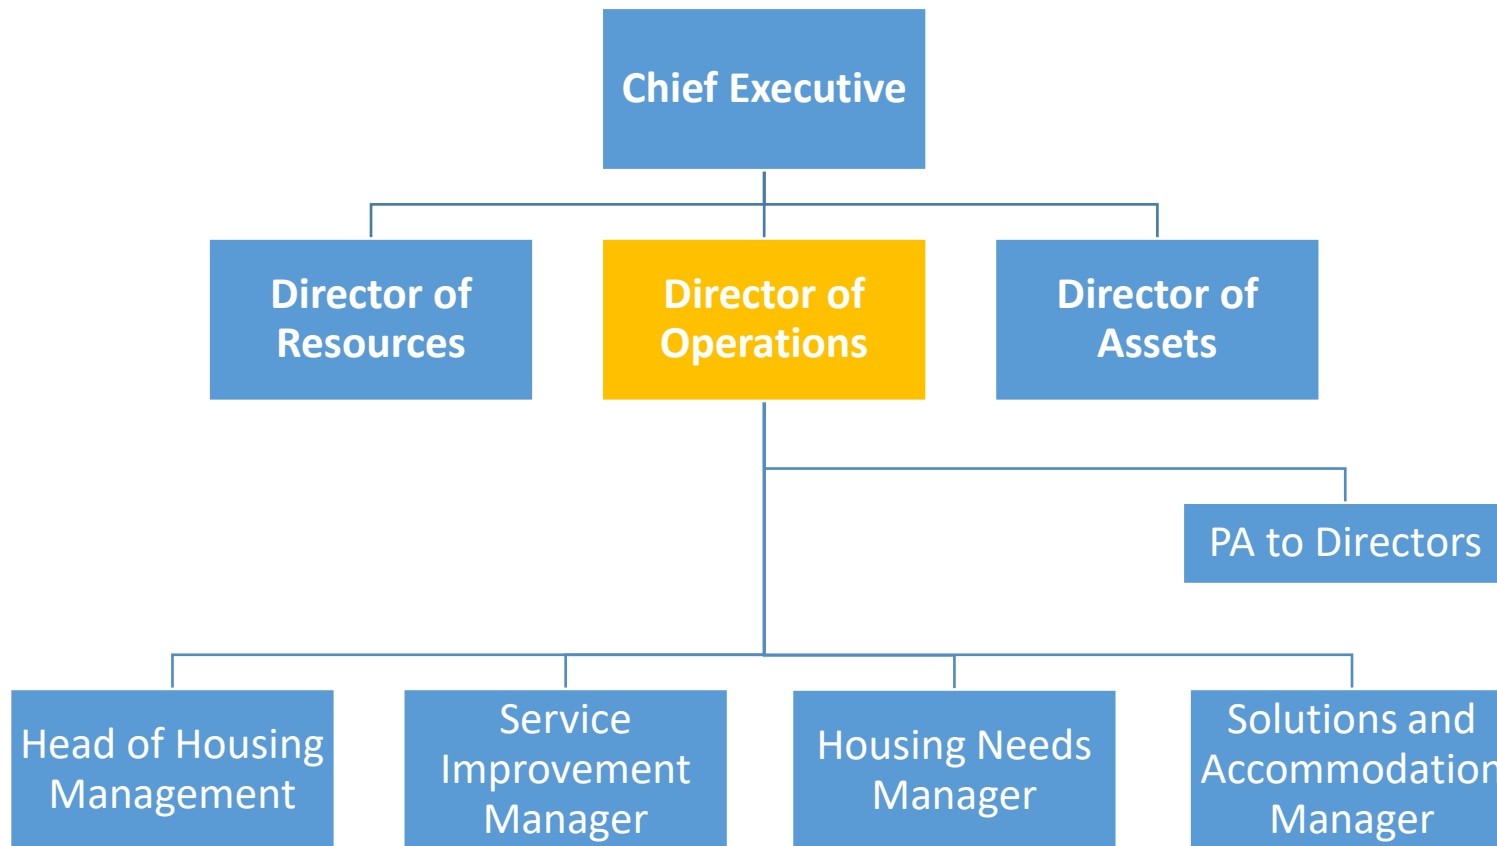 Chief Executive
Director of
Resources
Director of
Operations
Director of
Assets
PA to Directors
Head of Housing
Management
Service
Improvement
Manager
Housing Needs
Manager
Solutions and
Accommodation
Manager